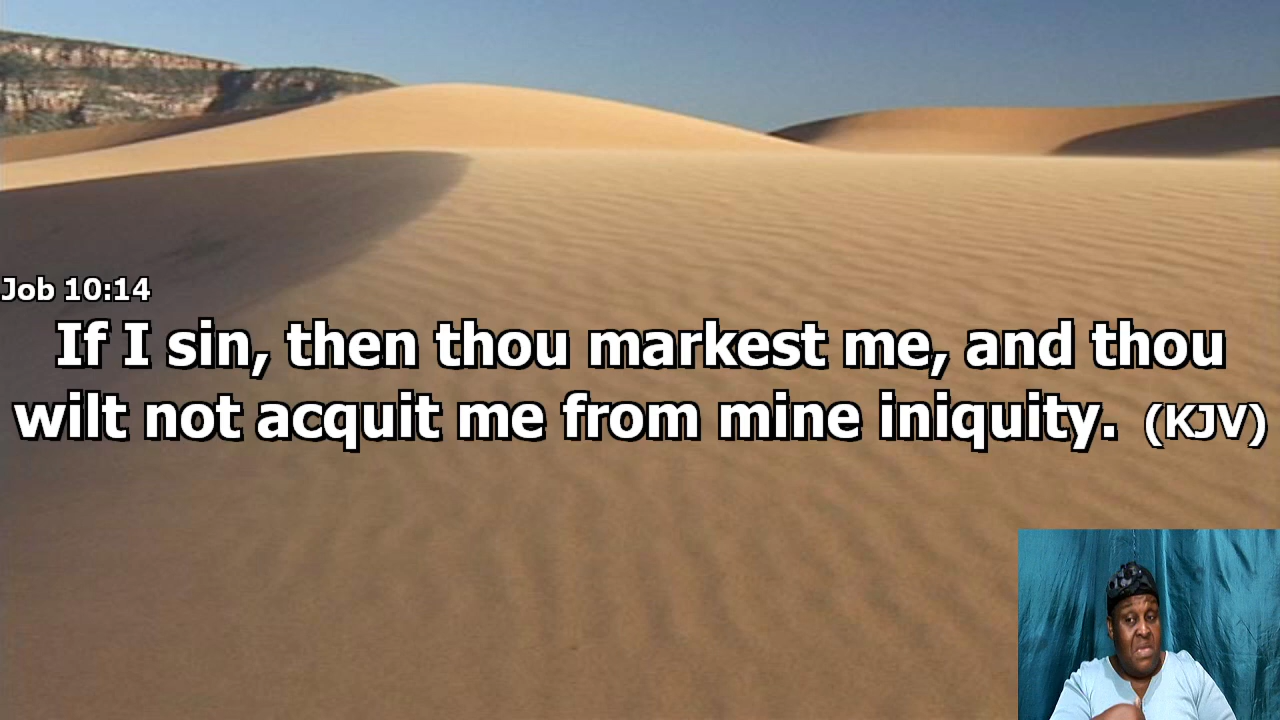 Job 10:14
If I sin, then thou markest me, and thou
wilt not acquit me from mine iniquity. (KJV)